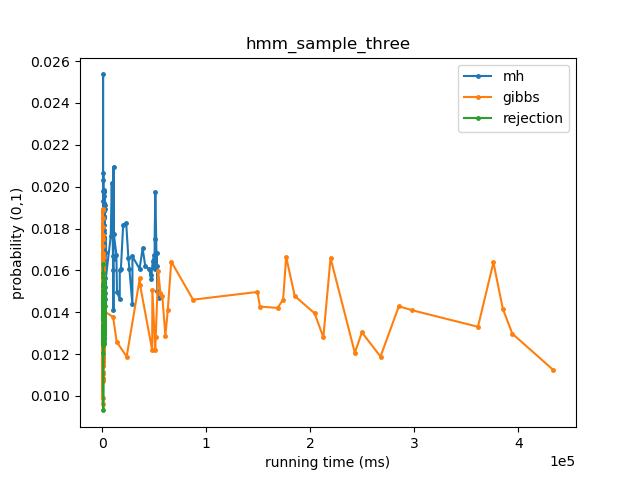 hmm_sample_three
mh
gibbs
rejection
probability (0,1)
0.026
0.024
0.022
0.020
0.018
0.016
0.014
0.012
0.010
0 1 2 3 4
1e5
running time (ms)